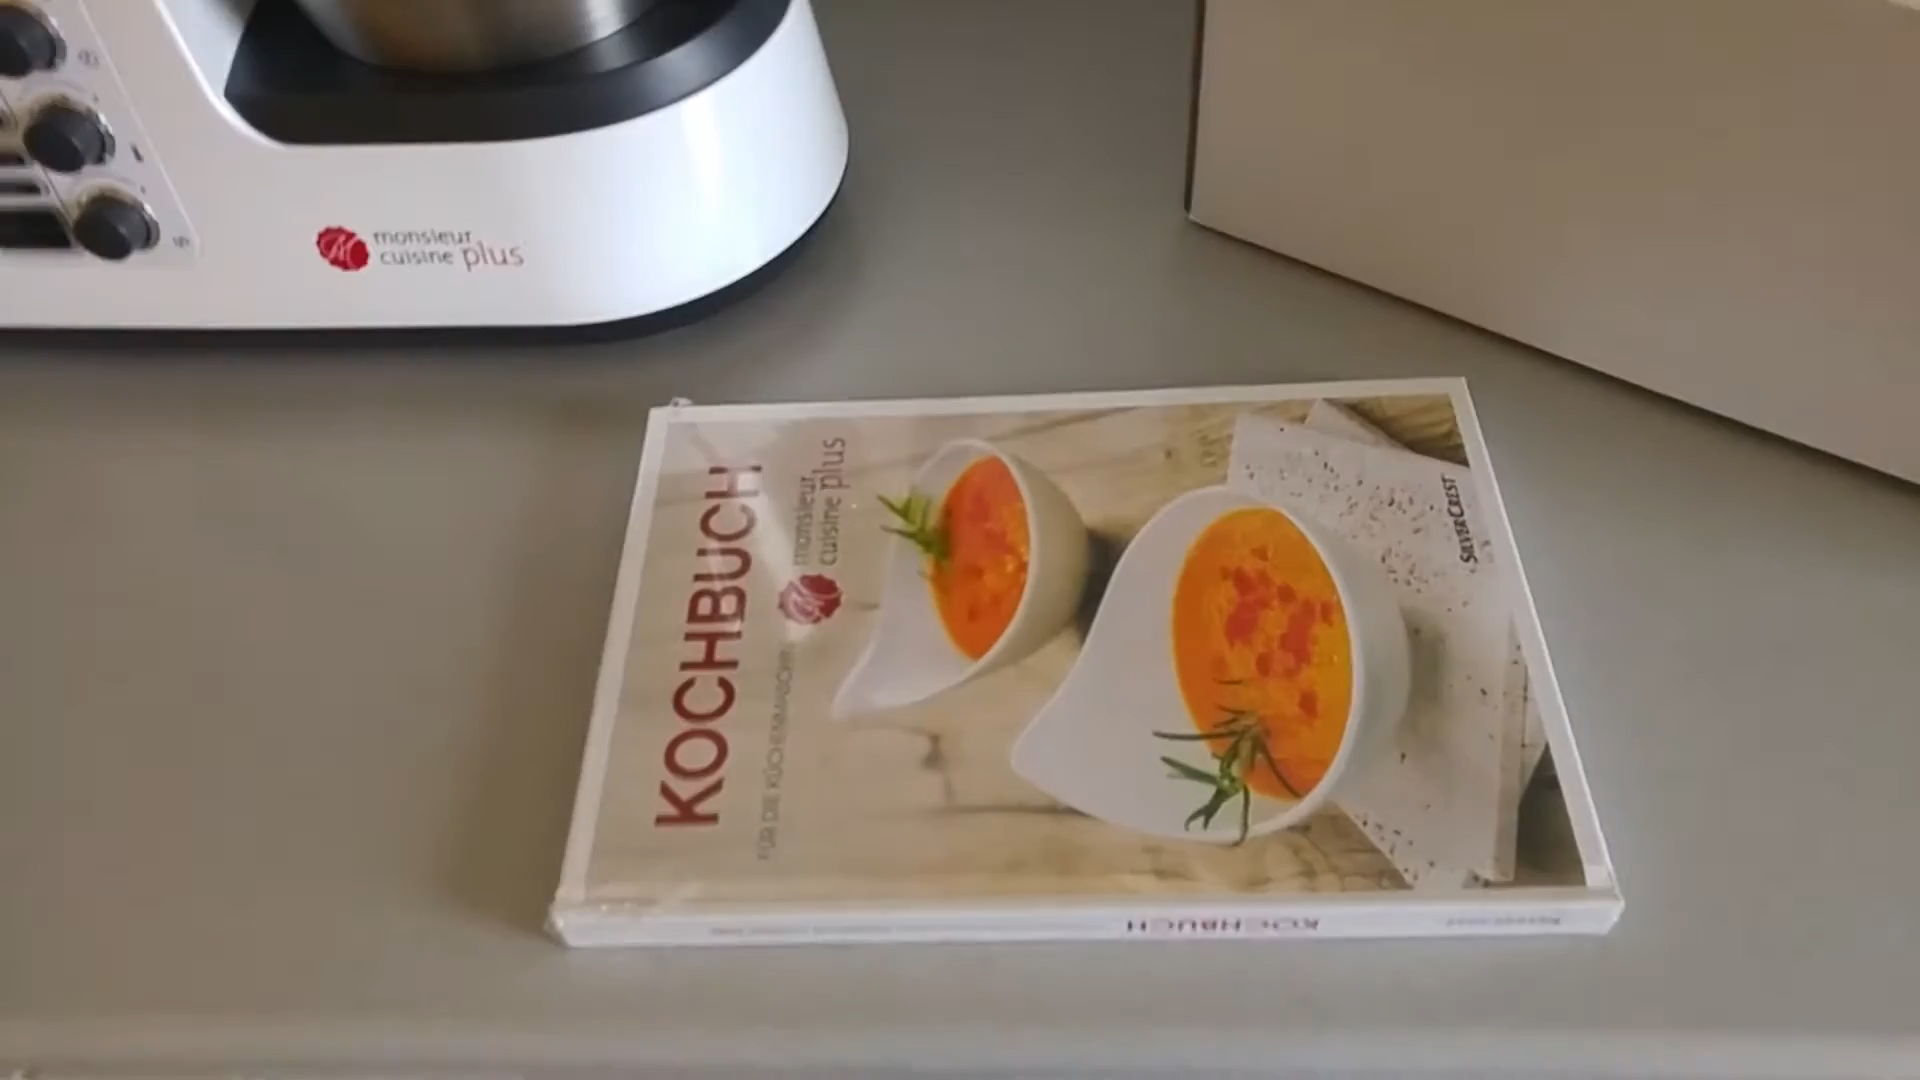 monsieur
cuisine plus
KOCHBUCH
FÜR DIE KÜCHENMASCHINE
monsieur
cuisine plus
SILVERCREST
KOCHBUCH